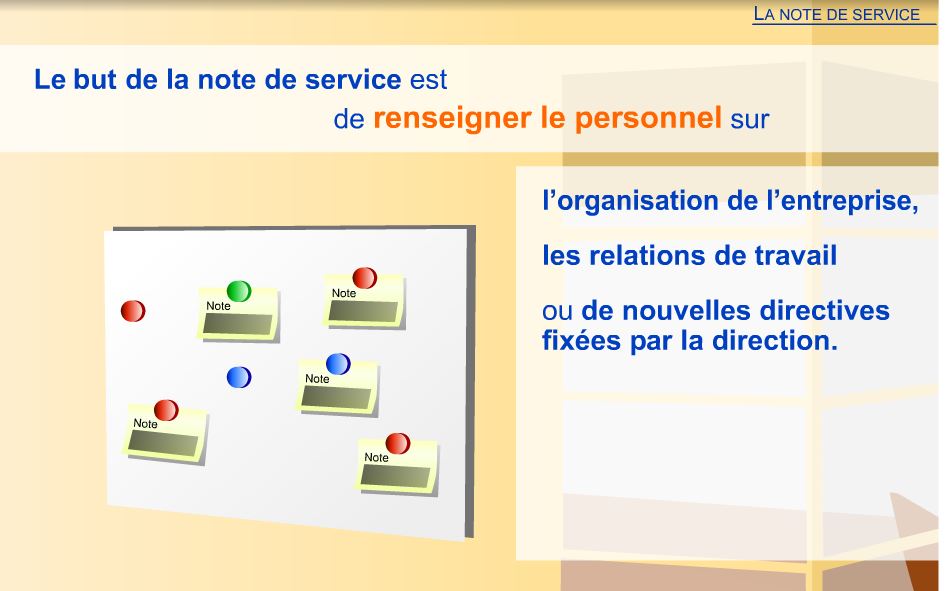 LA NOTE DE SERVICE
Le but de la note de service est
de renseigner le personnel sur
l'organisation de l'entreprise,
les relations de travail
ou de nouvelles directives
fixées par la direction.
Note
Note
Note
Note
Note